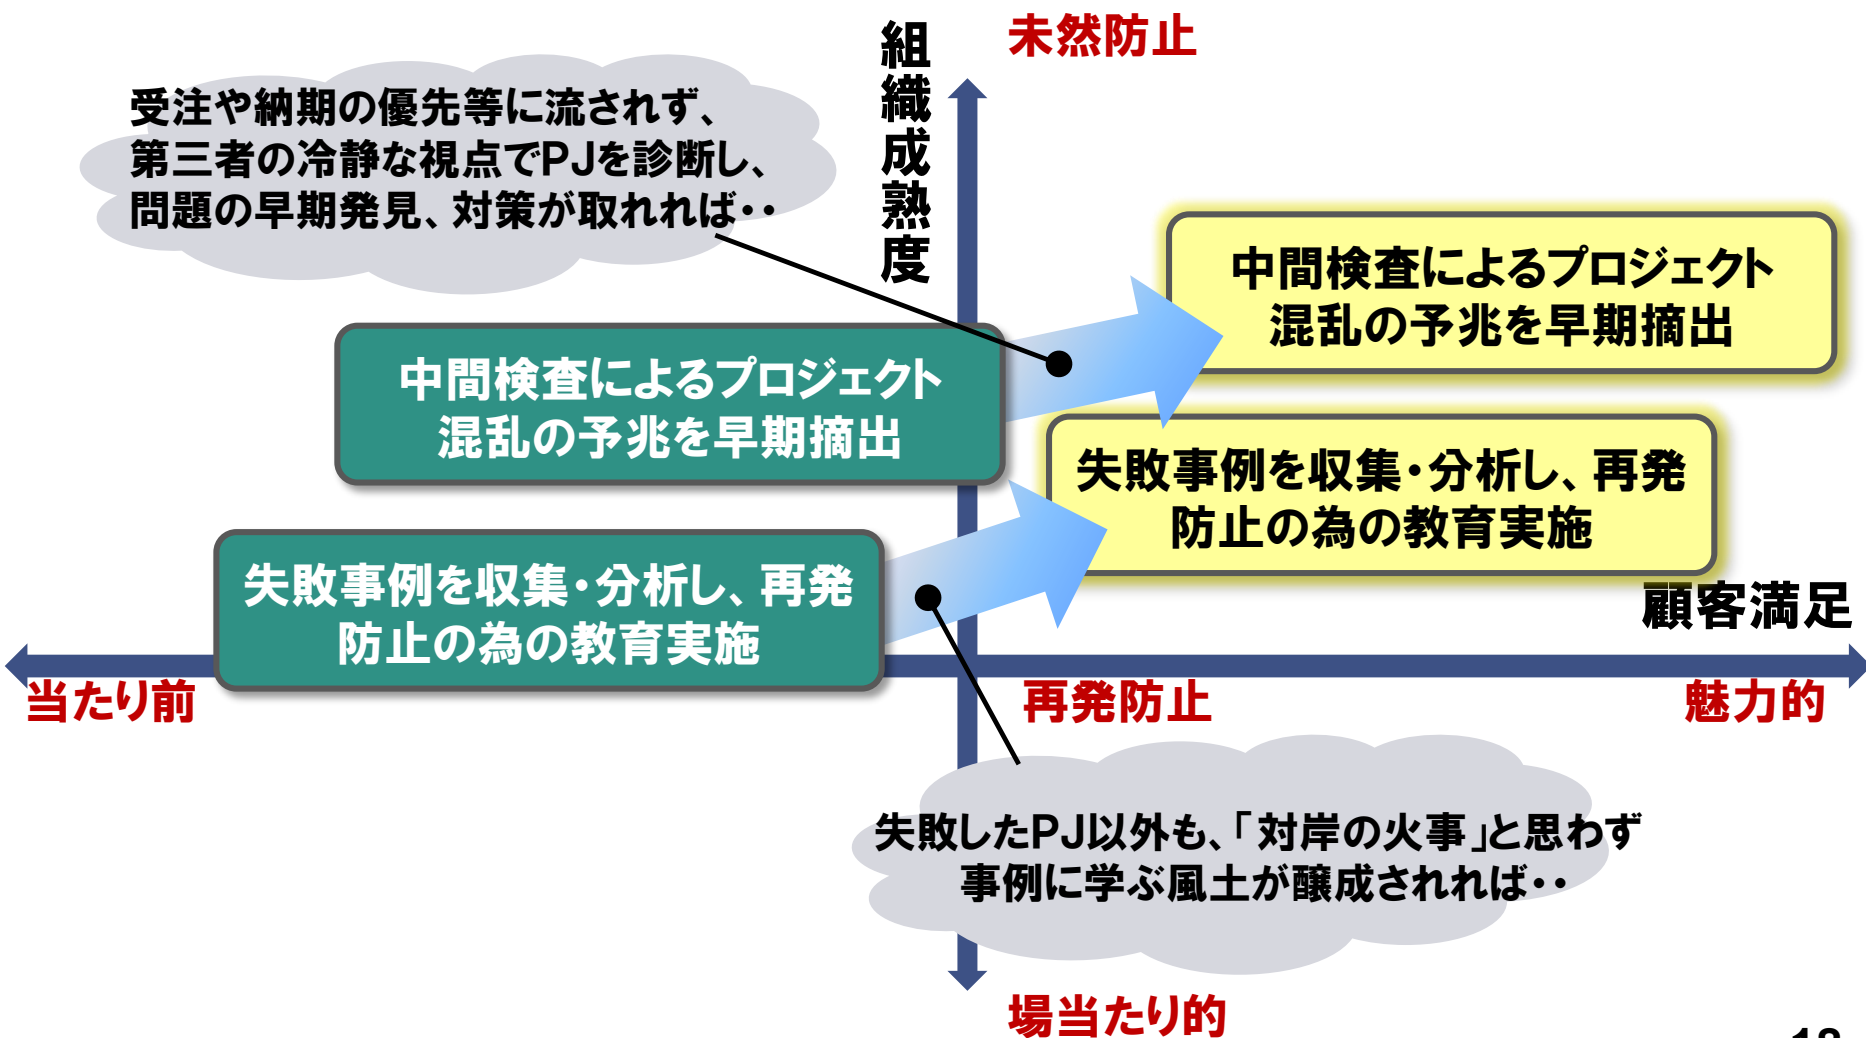 組織成熟度
未然防止
受注や納期の優先等に流されず、
第三者の冷静な視点でPJを診断し、
問題の早期発見、対策が取れれば・・
中間検査によるプロジェクト
混乱の予兆を早期摘出
中間検査によるプロジェクト
混乱の予兆を早期摘出
失敗事例を収集・分析し、再発
防止の為の教育実施
失敗事例を収集・分析し、再発
防止の為の教育実施
顧客満足
当たり前
再発防止
魅力的
失敗したPJ以外も、「対岸の火事」と思わず
事例に学ぶ風土が醸成されれば・・
場当たり的